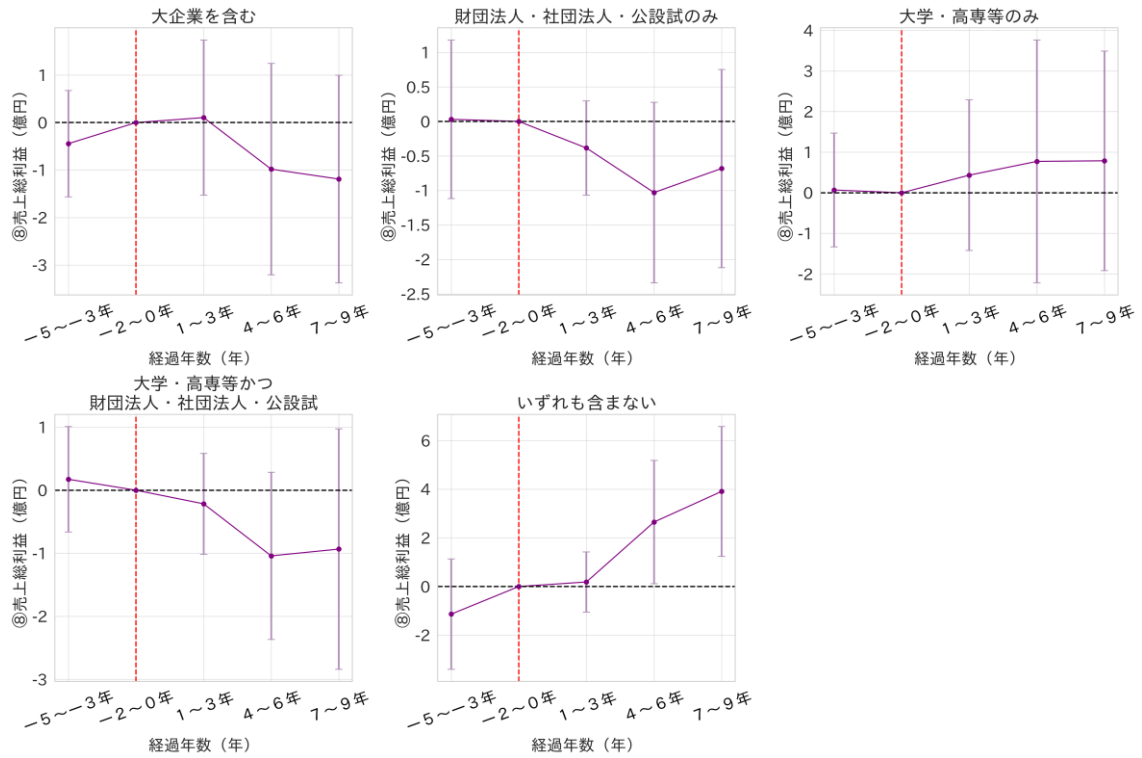 大企業を含む
⑧売上総利益（億円）
1
0
-1
-2
-3
－5～－3年
－2～0年
1～3年
4～6年
7～9年
経過年数（年）
財団法人・社団法人・公設試のみ
⑧売上総利益（億円）
1
0.5
0
-0.5
-1
-1.5
-2
-2.5
－5～－3年
－2～0年
1～3年
4～6年
7～9年
経過年数（年）
大学・高専等のみ
⑧売上総利益（億円）
4
3
2
1
0
-1
-2
－5～－3年
－2～0年
1～3年
4～6年
7～9年
経過年数（年）
大学・高専等かつ
財団法人・社団法人・公設試
⑧売上総利益（億円）
1
0
-1
-2
-3
－5～－3年
－2～0年
1～3年
4～6年
7～9年
経過年数（年）
いずれも含まない
⑧売上総利益（億円）
6
4
2
0
-2
－5～－3年
－2～0年
1～3年
4～6年
7～9年
経過年数（年）